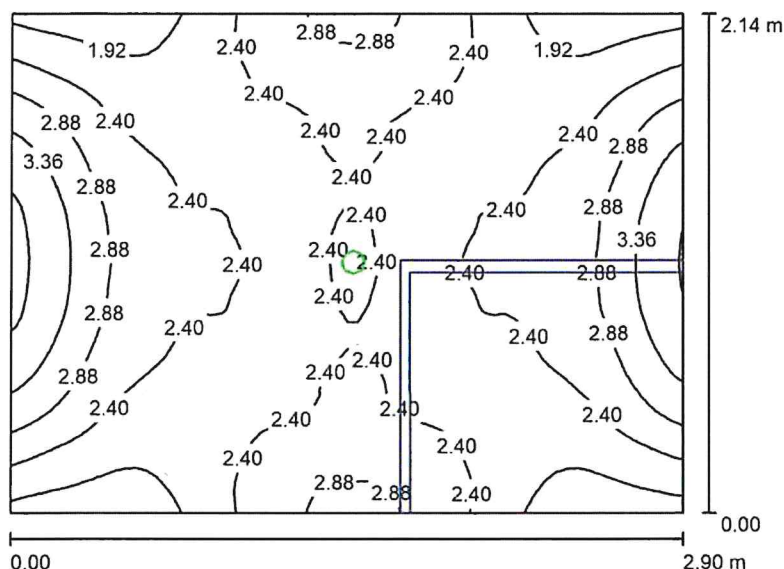 2.88 2.88 2.14 m
1.92 2.40 2.40 1.92
2.40 2.40
2.88 2.40 2.40 2.40 2.40 2.88
3.36 2.40
2.88 2.40 2.40 2.40 2.88
2.40
2.88 2.40 2.40 2.40 3.36
2.40 2.40 2.88
2.40
2.88 2.40 2.40 2.88
2.88 2.40 2.40
2.40 2.40 2.40 2.40
2.40 2.40
2.88 2.88 2.40
0.00
0.00 2.90 m